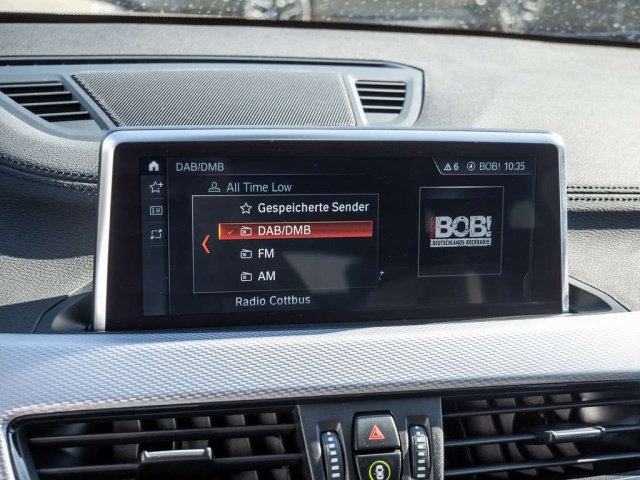 DAB/DMB
6 BOB! 10:35
All Time Low
Gespeicherte Sender
DAB/DMB
FM
AM
Radio Cottbus
RADIO
BOB!
DEUTSCHLANDS ROCKRADIO